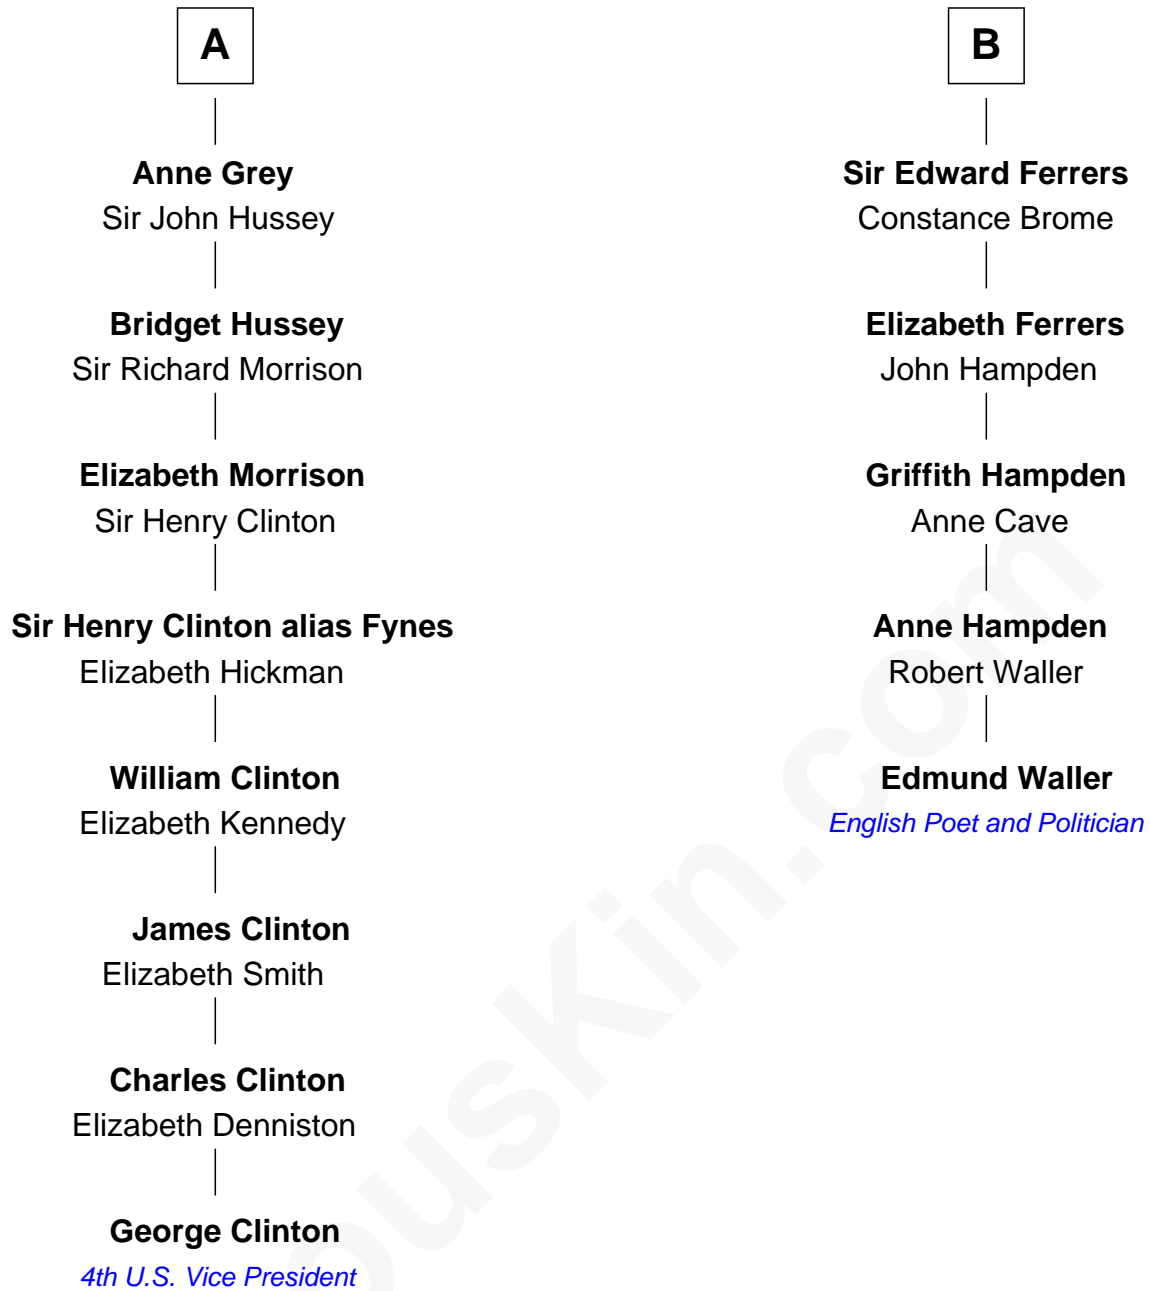 A
Anne Grey
Sir John Hussey
Bridget Hussey
Sir Richard Morrison
Elizabeth Morrison
Sir Henry Clinton
Sir Henry Clinton alias Fynes
Elizabeth Hickman
William Clinton
Elizabeth Kennedy
James Clinton
Elizabeth Smith
Charles Clinton
Elizabeth Denniston
George Clinton
4th U.S. Vice President
B
Sir Edward Ferrers
Constance Brome
Elizabeth Ferrers
John Hampden
Griffith Hampden
Anne Cave
Anne Hampden
Robert Waller
Edmund Waller
English Poet and Politician
ousKin.com